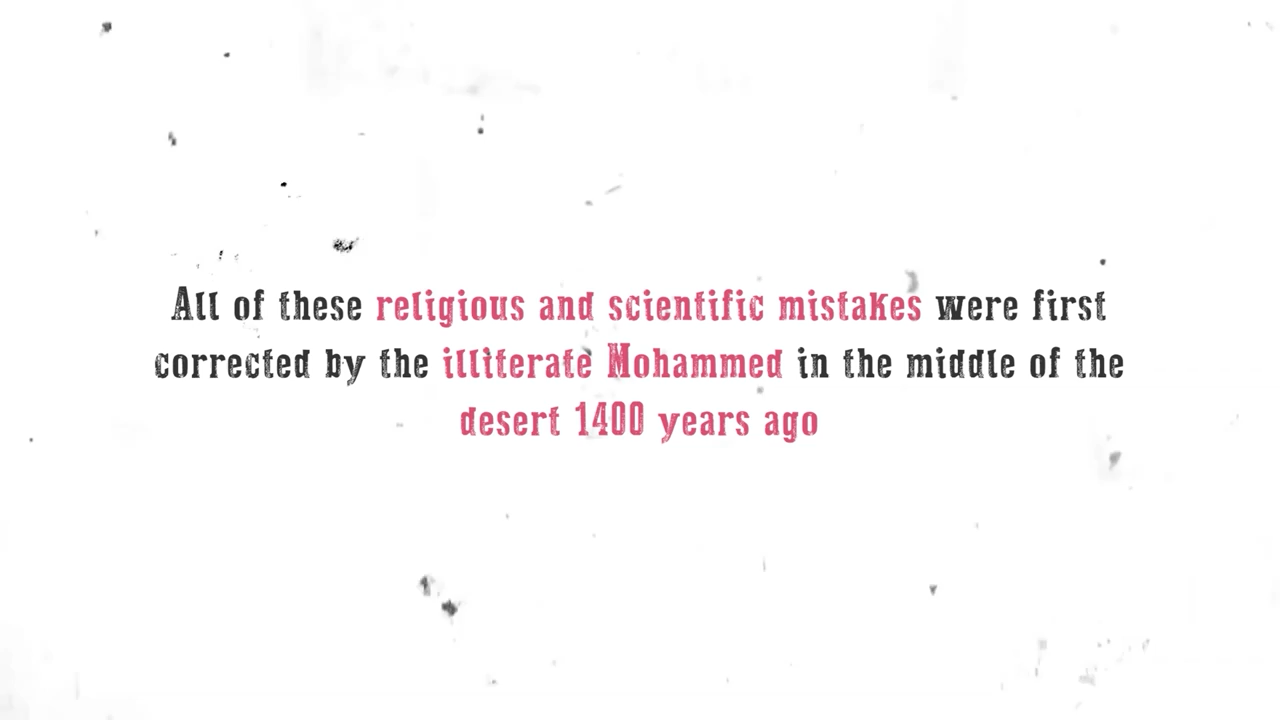 All of these religious and scientific mistakes were first
corrected by the illiterate Mohammed in the middle of the
desert 1400 years ago